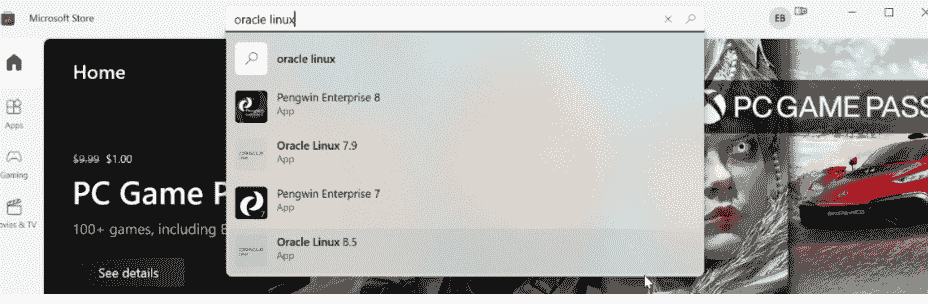 Microsoft Store
oracle linux
EB
Home
Apps
Gaming
ovies & TV
oracle linux
Pengwin Enterprise 8
App
Oracle Linux 7.9
App
Pengwin Enterprise 7
App
Oracle Linux 8.5
App
$9.99 $1.00
PC Game P
100+ games, including E
See details
PC GAME PASS